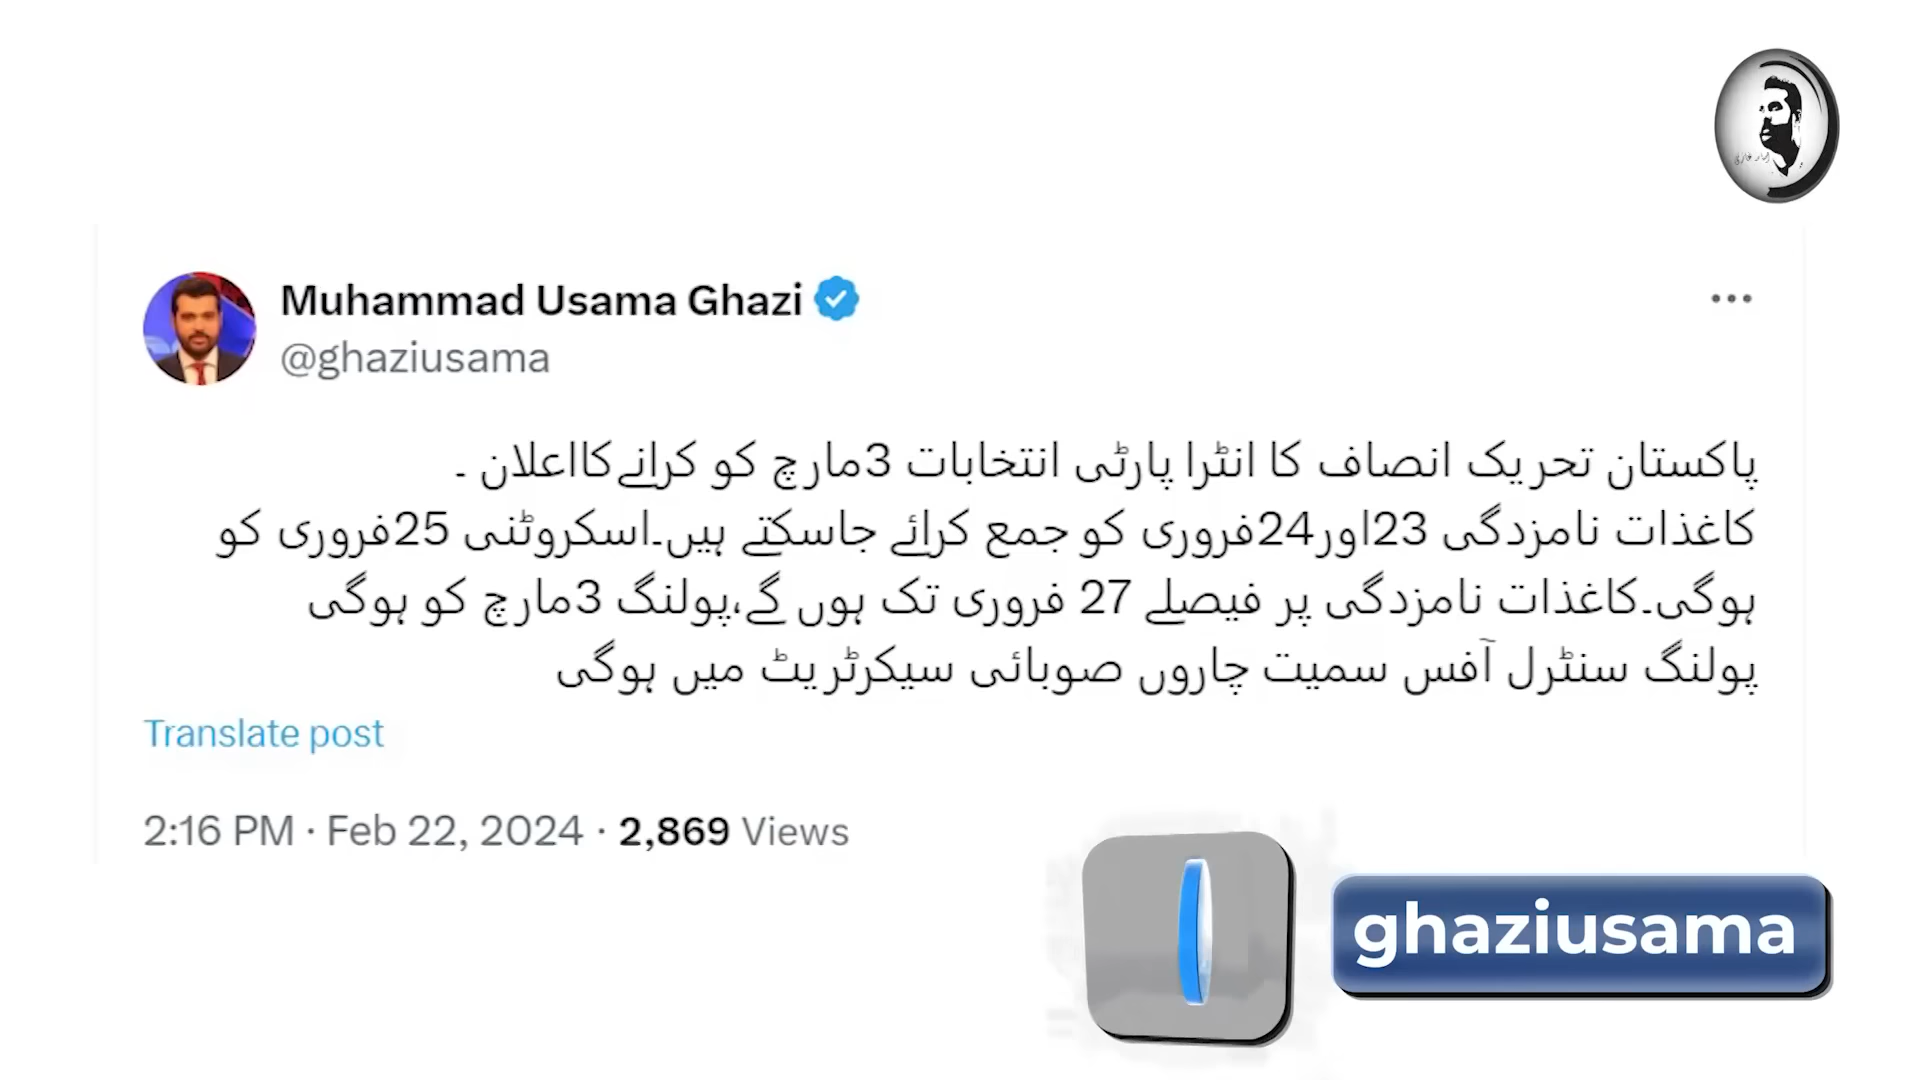 Muhammad Usama Ghazi
@ghaziusama
پاکستان تحریک انصاف کا انٹرا پارٹی انتخابات 3مارچ کو کرانےکااعلان ۔
کاغذات نامزدگی 23اور24فروری کو جمع کرائے جاسکتے ہیں۔اسکروٹنی 25فروری کو
ہوگی۔کاغذات نامزدگی پر فیصلے 27 فروری تک ہوں گے،پولنگ 3مارچ کو ہوگی
پولنگ سنٹرل آفس سمیت چاروں صوبائی سیکرٹریٹ میں ہوگی
Translate post
2:16 PM · Feb 22, 2024 · 2,869 Views
ghaziusama